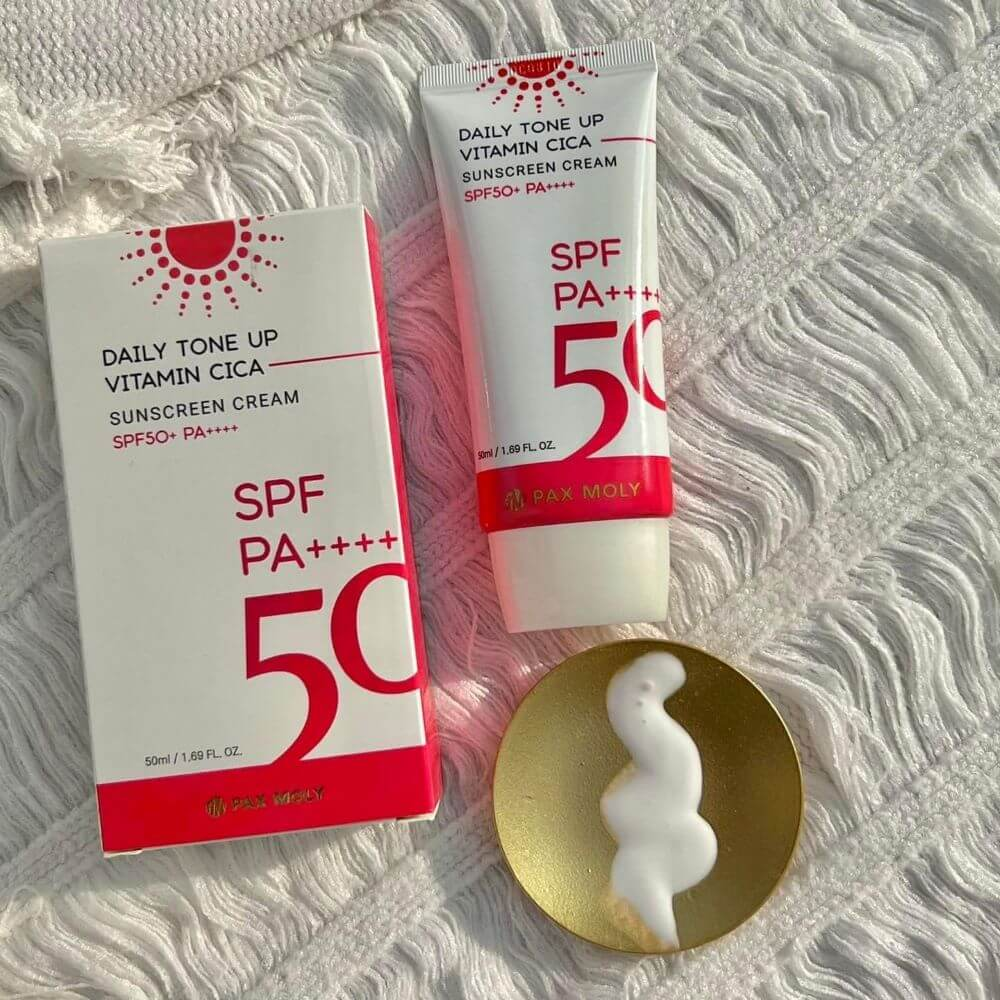 DAILY TONE UP
VITAMIN CICA
SUNSCREEN CREAM
SPF50+ PA++++
SPF
PA++++
50
50ml / 1.69 FL. OZ.
PAX MOLY
DAILY TONE UP
VITAMIN CICA
SUNSCREEN CREAM
SPF50+ PA++++
SPF
PA++++
50
50ml / 1.69 FL. OZ.
PAX MOLY